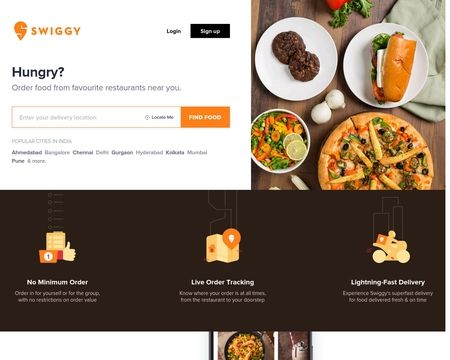 SWIGGY
Login
Sign up
Hungry?
Order food from favourite restaurants near you.
Enter your delivery location
Locate Me
FIND FOOD
POPULAR CITIES IN INDIA
Ahmedabad Bangalore Chennai Delhi Gurgaon Hyderabad Kolkata Mumbai
Pune & more.
1
No Minimum Order
Order in for yourself or for the group,
with no restrictions on order value
Live Order Tracking
Know where your order is at all times,
from the restaurant to your doorstep
Lightning-Fast Delivery
Experience Swiggy's superfast delivery
for food delivered fresh & on time